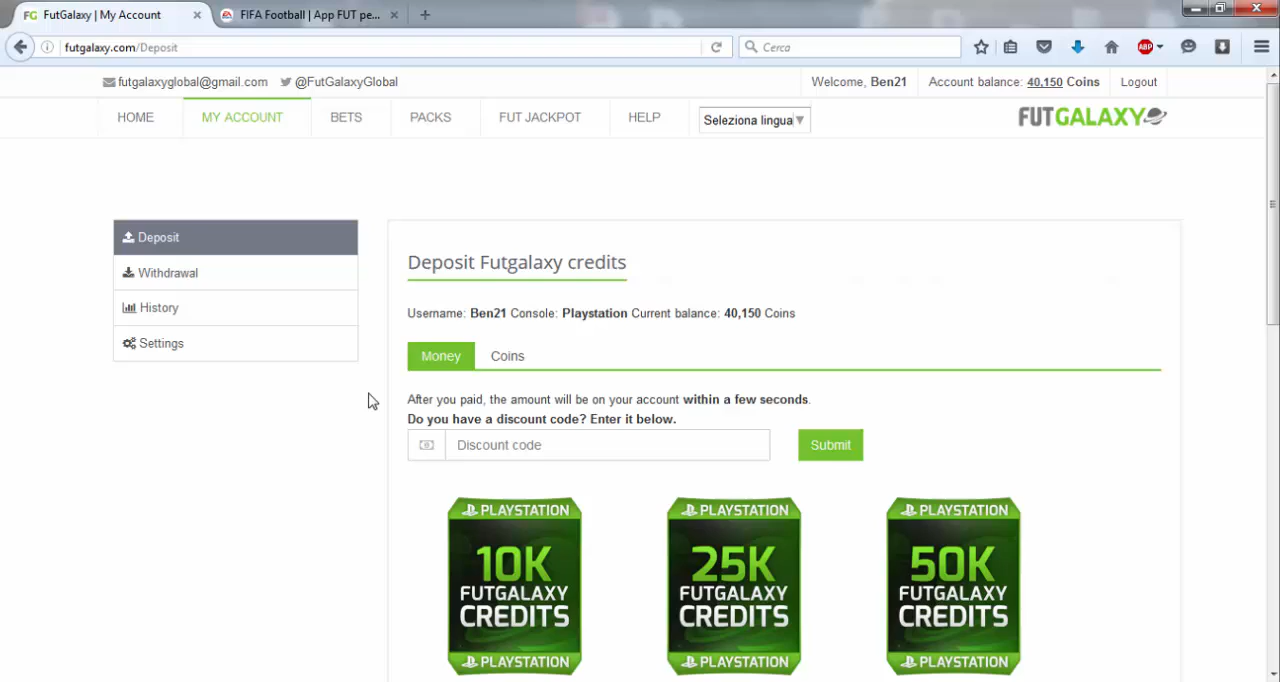 FutGalaxy | My Account
FIFA Football | App FUT pe...
futgalaxy.com/Deposit
Cerca
ABP
futgalaxyglobal@gmail.com
@FutGalaxyGlobal
Welcome, Ben21
Account balance: 40,150 Coins
Logout
HOME
MY ACCOUNT
BETS
PACKS
FUT JACKPOT
HELP
Seleziona lingua
FUTGALAXY
Deposit
Withdrawal
History
Settings
Deposit Futgalaxy credits
Username: Ben21 Console: Playstation Current balance: 40,150 Coins
Money
Coins
After you paid, the amount will be on your account within a few seconds.
Do you have a discount code? Enter it below.
Discount code
Submit
PLAYSTATION
10K
FUTGALAXY
CREDITS
PLAYSTATION
PLAYSTATION
25K
FUTGALAXY
CREDITS
PLAYSTATION
PLAYSTATION
50K
FUTGALAXY
CREDITS
PLAYSTATION